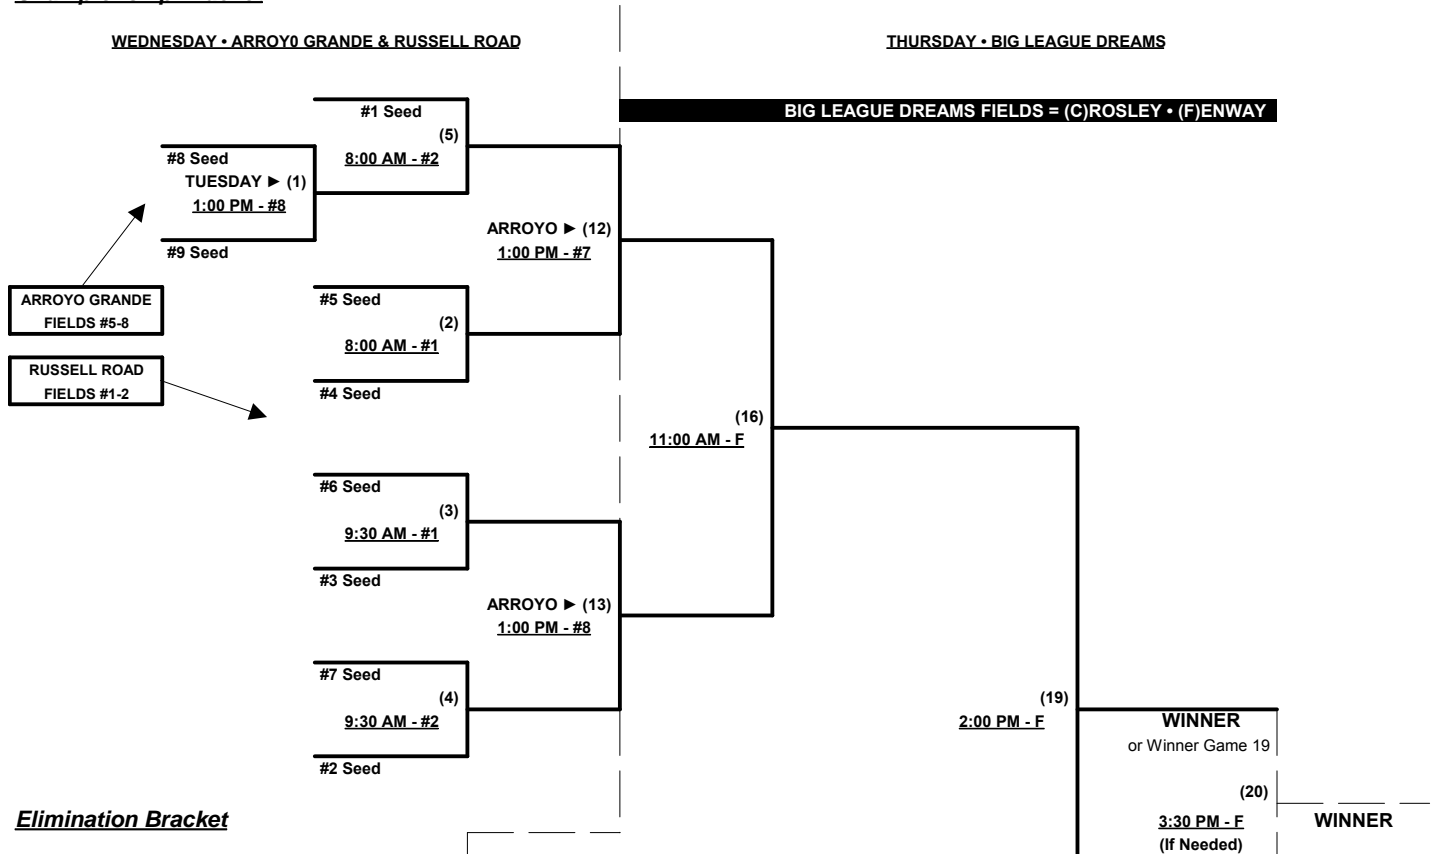 WEDNESDAY • ARROY0 GRANDE & RUSSELL ROAD
THURSDAY • BIG LEAGUE DREAMS
BIG LEAGUE DREAMS FIELDS = (C)ROSLEY • (F)ENWAY
#1 Seed
(5)
8:00 AM - #2
#8 Seed
TUESDAY ► (1)
1:00 PM - #8
#9 Seed
ARROYO ► (12)
1:00 PM - #7
ARROYO GRANDE
FIELDS #5-8
#5 Seed
(2)
8:00 AM - #1
#4 Seed
RUSSELL ROAD
FIELDS #1-2
(16)
11:00 AM - F
#6 Seed
(3)
9:30 AM - #1
#3 Seed
ARROYO ► (13)
1:00 PM - #8
#7 Seed
(4)
9:30 AM - #2
#2 Seed
(19)
2:00 PM - F
WINNER
or Winner Game 19
(20)
3:30 PM - F
(If Needed)
WINNER
Elimination Bracket